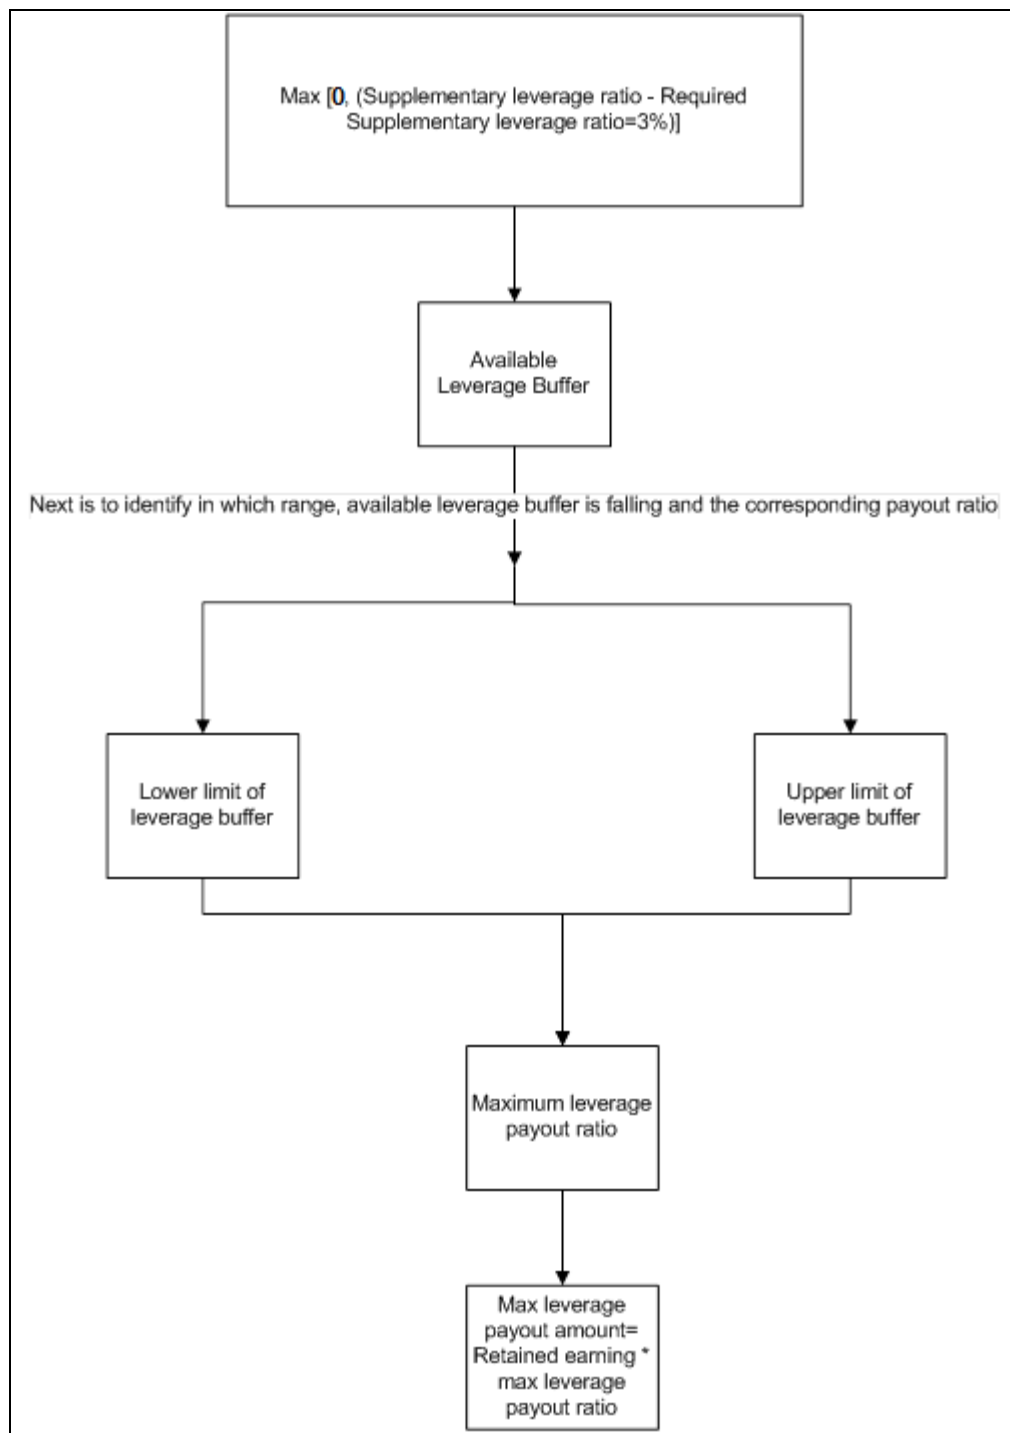 Max [0, (Supplementary leverage ratio - Required
Supplementary leverage ratio=3%)]
Available
Leverage Buffer
Next is to identify in which range, available leverage buffer is falling and the corresponding payout ratio
Lower limit of
leverage buffer
Upper limit of
leverage buffer
Maximum leverage
payout ratio
Max leverage
payout amount=
Retained earning *
max leverage
payout ratio